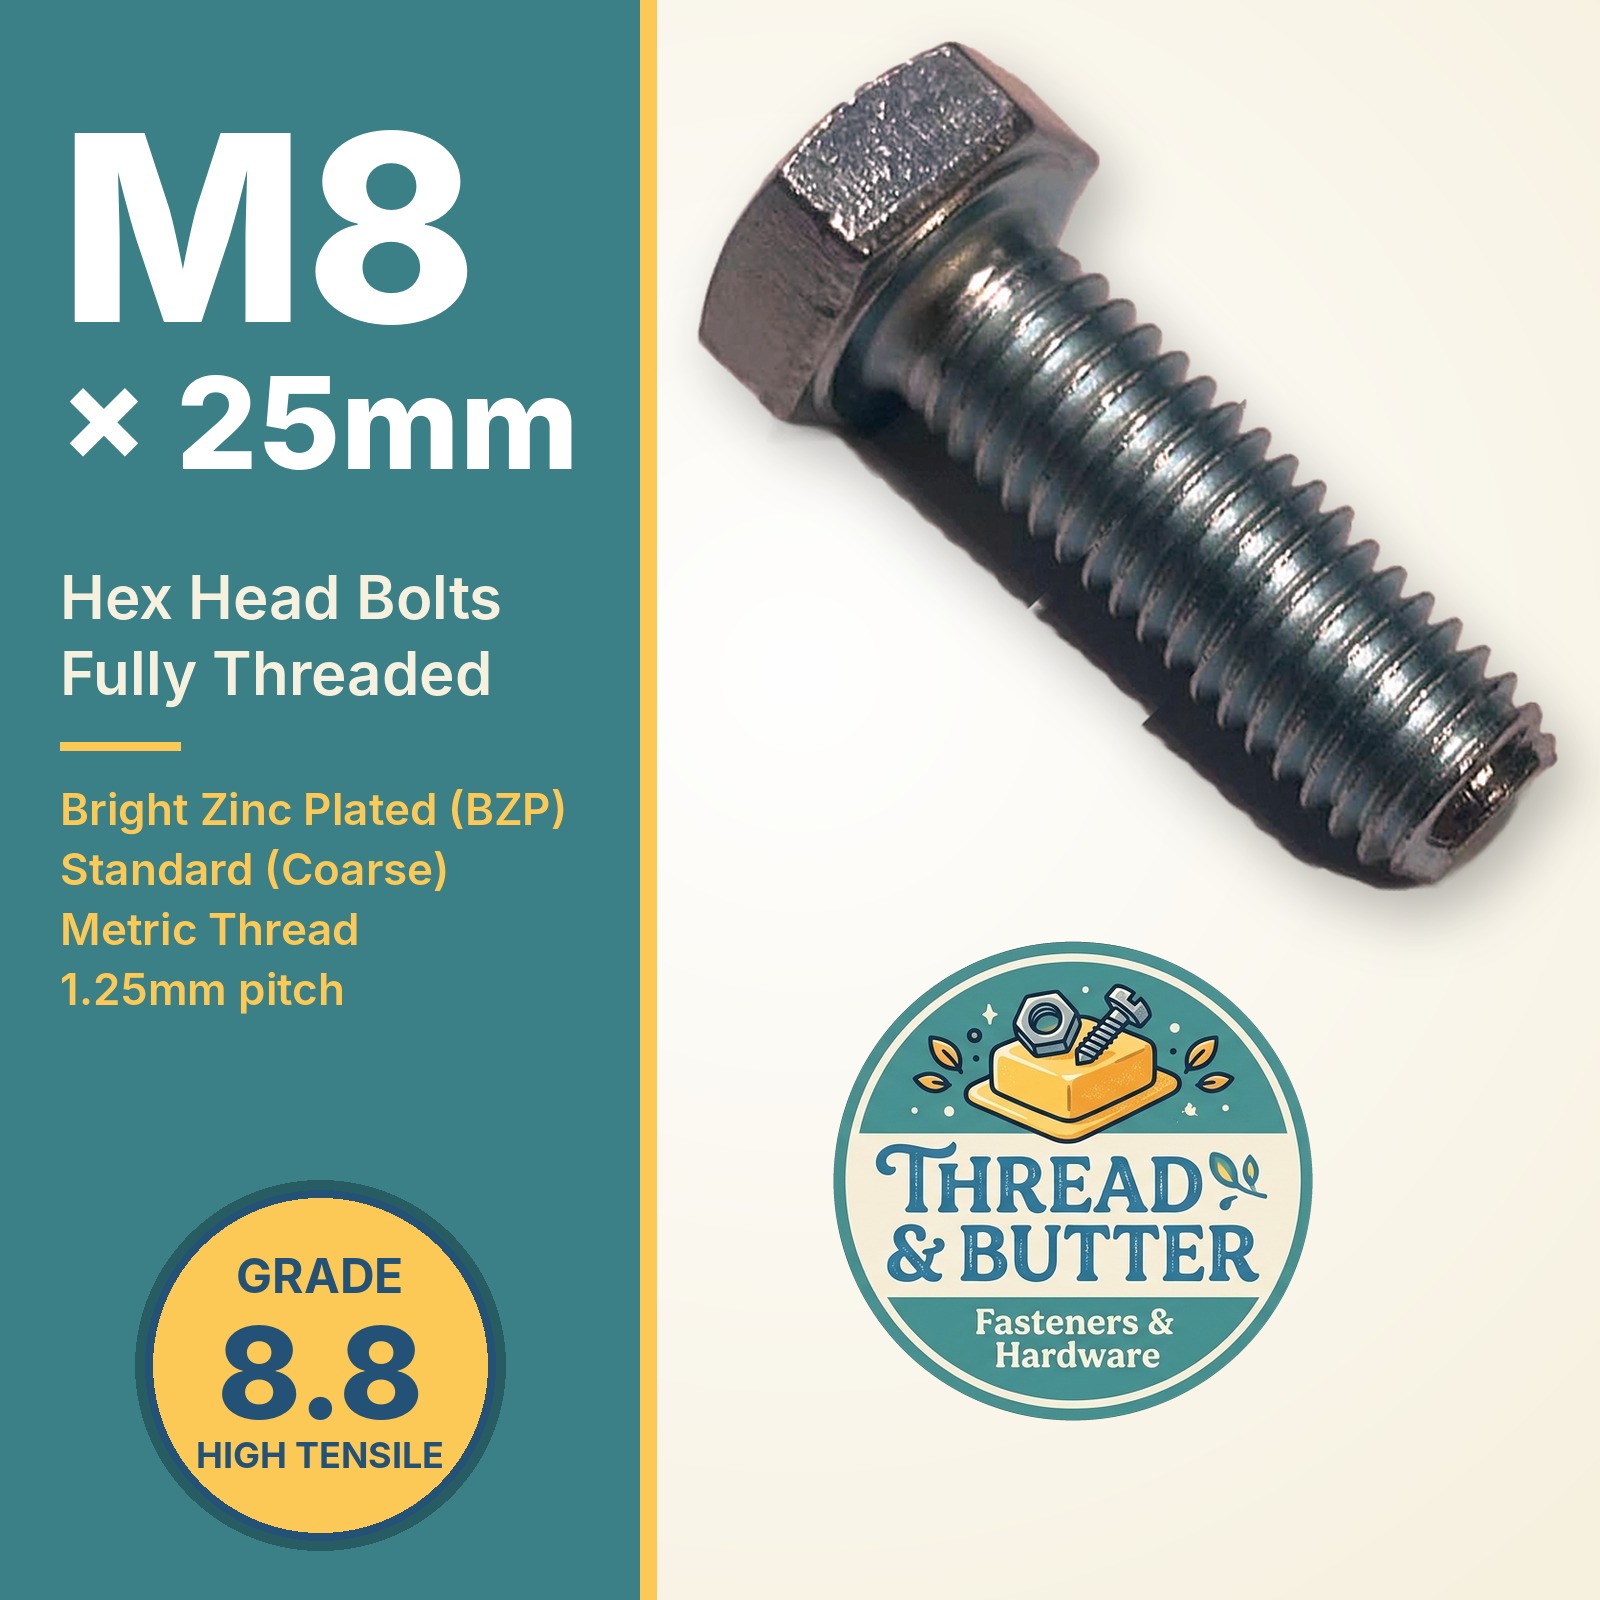 M8
× 25mm
Hex Head Bolts
Fully Threaded
Bright Zinc Plated (BZP)
Standard (Coarse)
Metric Thread
1.25mm pitch
GRADE
8.8
HIGH TENSILE
THREAD
& BUTTER
Fasteners &
Hardware